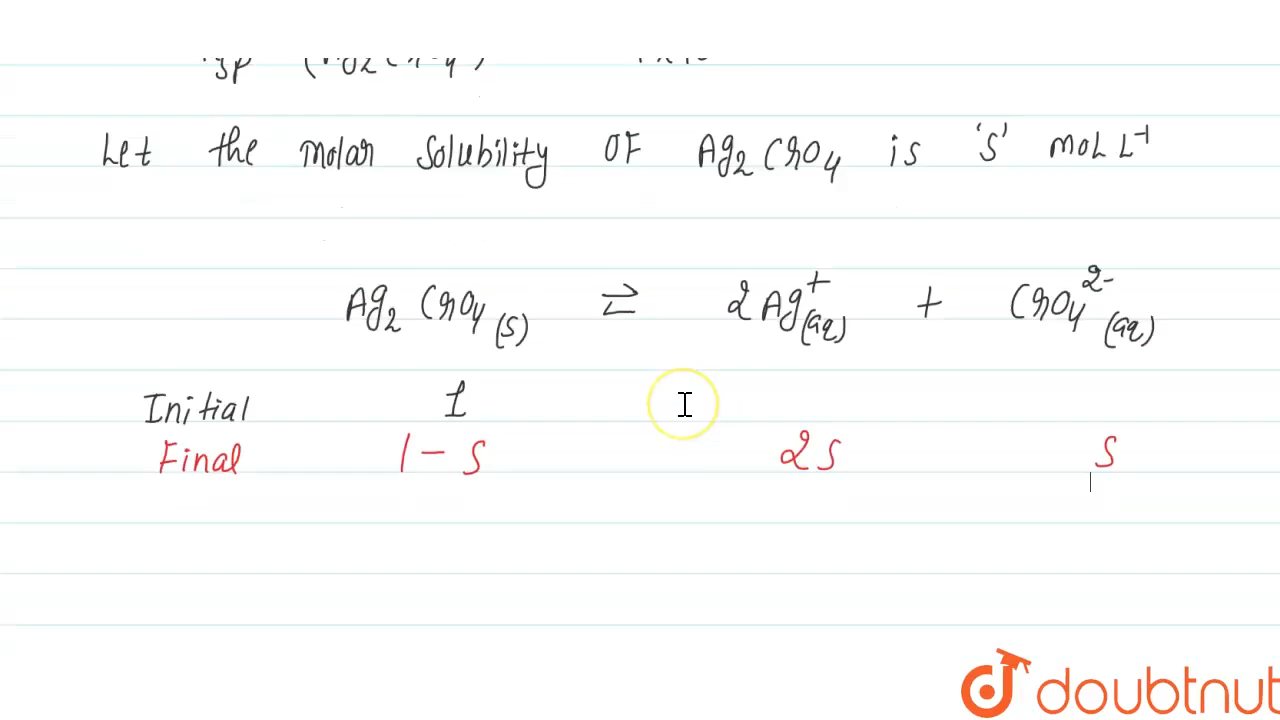 Let the molar solubility of Ag2CrO4 is 'S' mol L-1
Ag2CrO4(s) ⇌ 2Ag+(aq) + CrO4 2-(aq)
Initial 1
Final 1-S 2S S
doubtnut